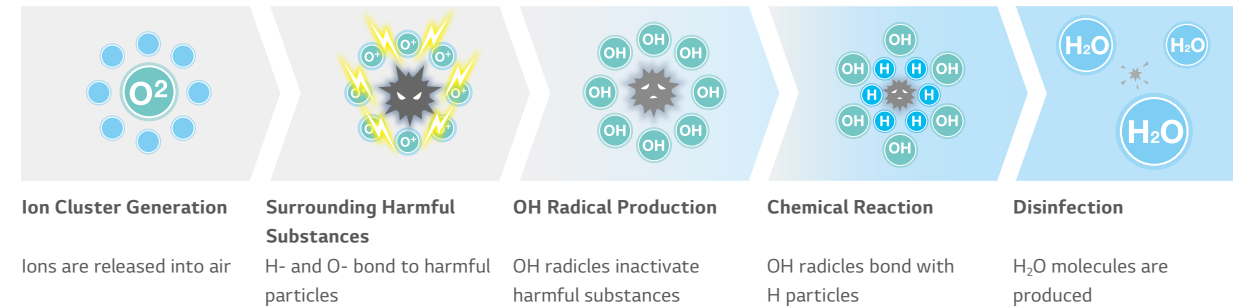 O²
O⁺ O⁺ O⁺ O⁺ O⁺ O⁺ O⁺ O⁺
OH OH OH OH OH OH OH OH
OH OH OH OH OH OH H H H H H H
H₂O H₂O H₂O
Ion Cluster Generation
Ions are released into air
Surrounding Harmful
Substances
H- and O- bond to harmful
particles
OH Radical Production
OH radicles inactivate
harmful substances
Chemical Reaction
OH radicles bond with
H particles
Disinfection
H₂O molecules are
produced